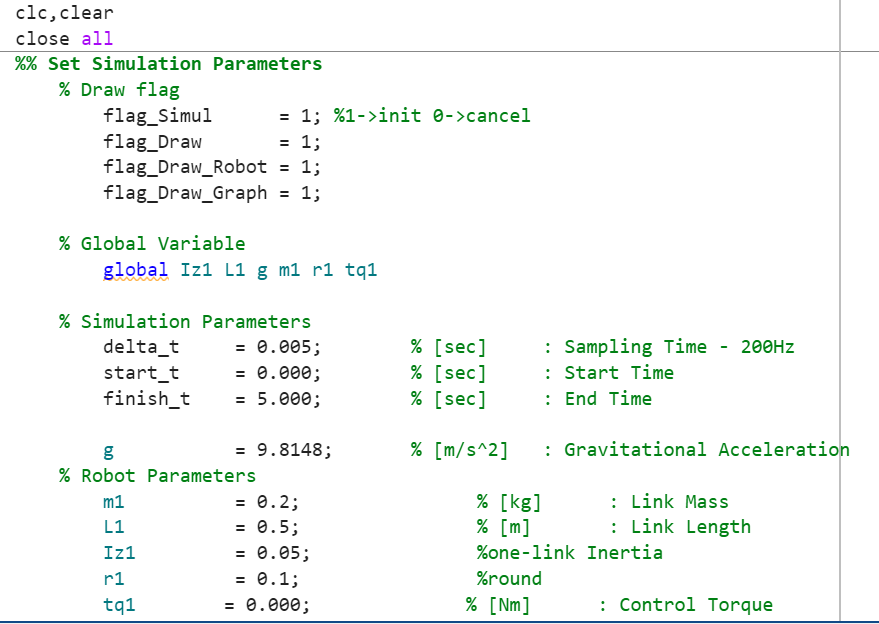 clc,clear
close all
%% Set Simulation Parameters
% Draw flag
flag_Simul      = 1; %1->init 0->cancel
flag_Draw       = 1;
flag_Draw_Robot = 1;
flag_Draw_Graph = 1;
% Global Variable
global Iz1 L1 g m1 r1 tq1
% Simulation Parameters
delta_t     = 0.005;        % [sec]     : Sampling Time - 200Hz
start_t     = 0.000;        % [sec]     : Start Time
finish_t    = 5.000;        % [sec]     : End Time
g           = 9.8148;       % [m/s^2]   : Gravitational Acceleration
% Robot Parameters
m1          = 0.2;                % [kg]      : Link Mass
L1          = 0.5;                % [m]       : Link Length
Iz1         = 0.05;               %one-link Inertia
r1          = 0.1;                %round
tq1        = 0.000;              % [Nm]      : Control Torque